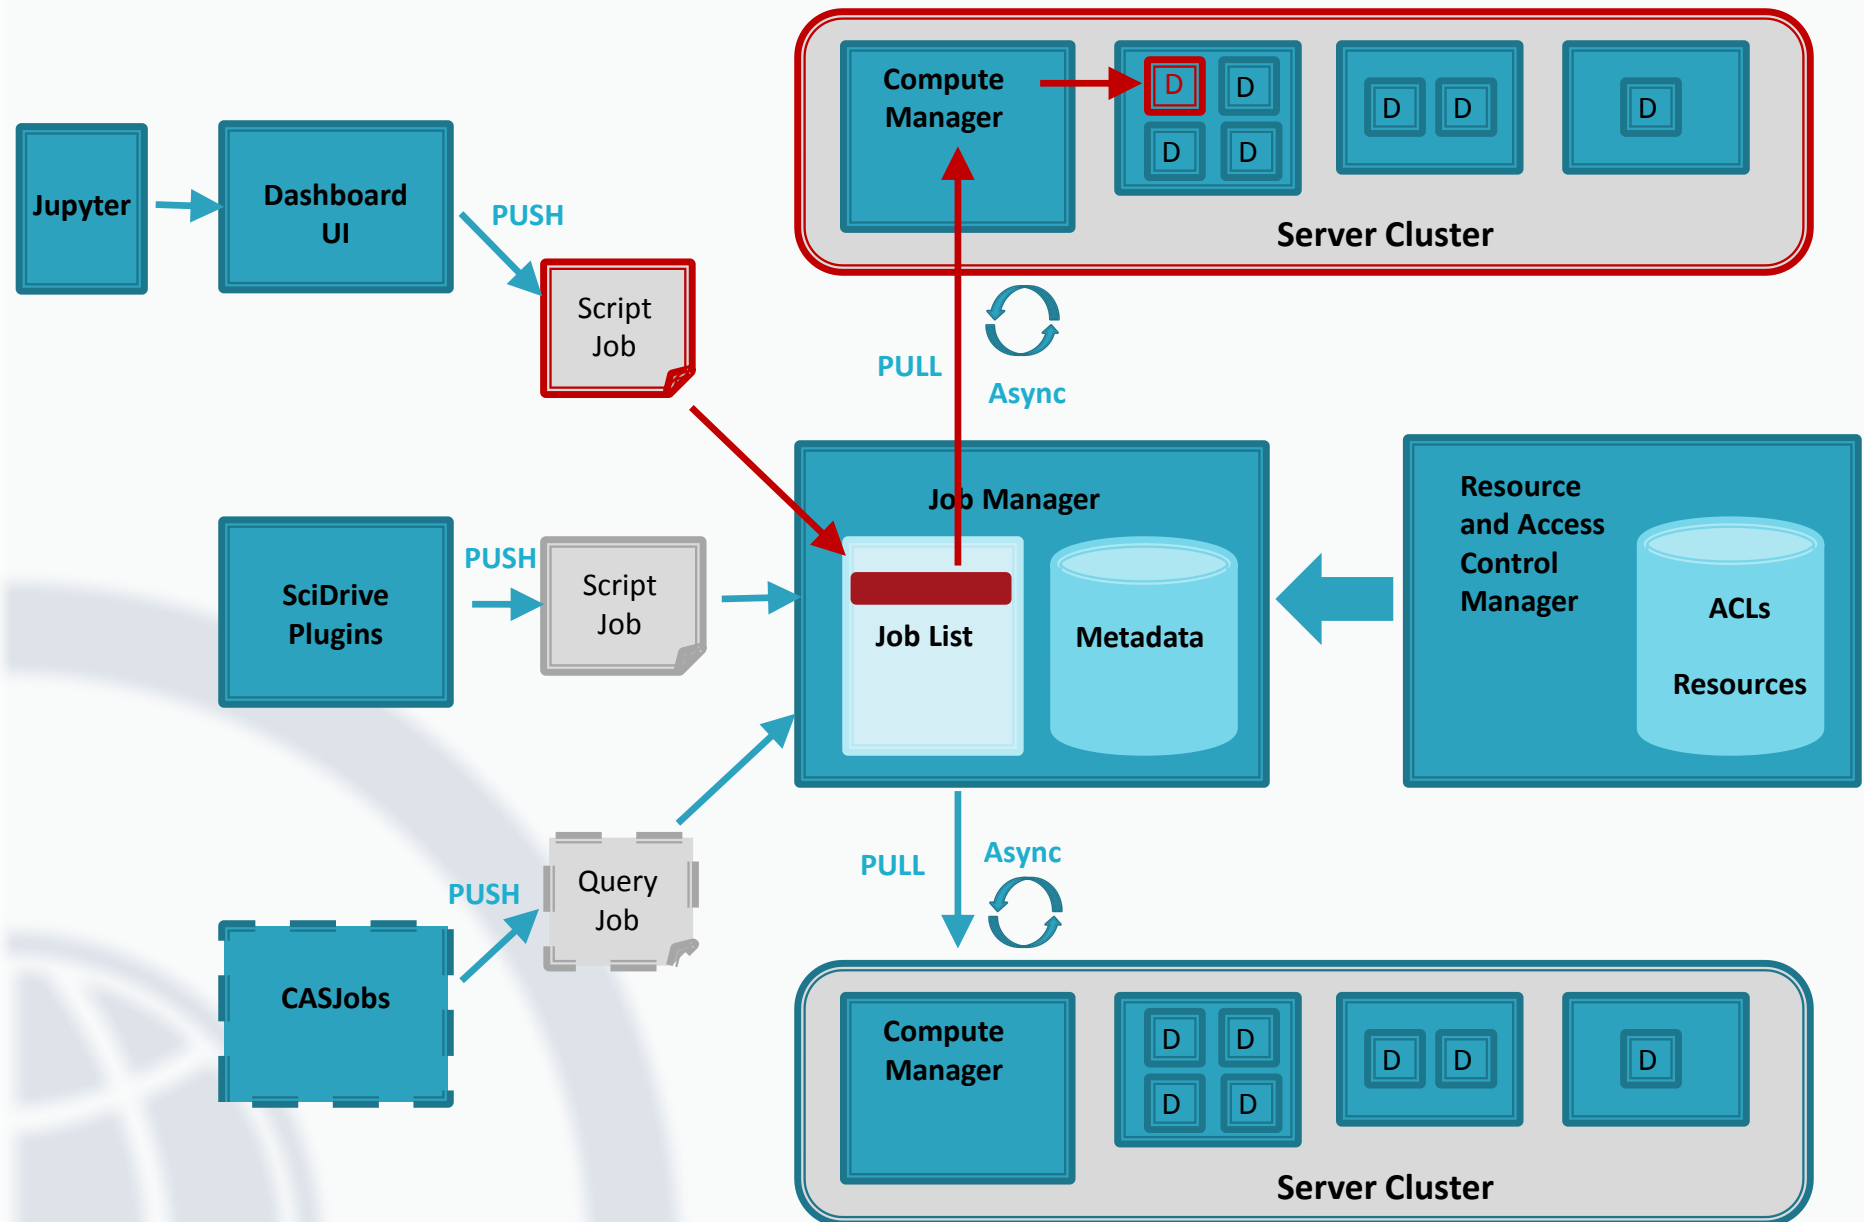 Compute
Manager
D
D
D
D
D
D
D
Server Cluster
Jupyter
Dashboard
UI
PUSH
Script
Job
PULL
Async
Job Manager
Job List
Metadata
Resource
and Access
Control
Manager
ACLs
Resources
SciDrive
Plugins
PUSH
Script
Job
CASJobs
PUSH
Query
Job
PULL
Async
Compute
Manager
D
D
D
D
D
D
D
Server Cluster